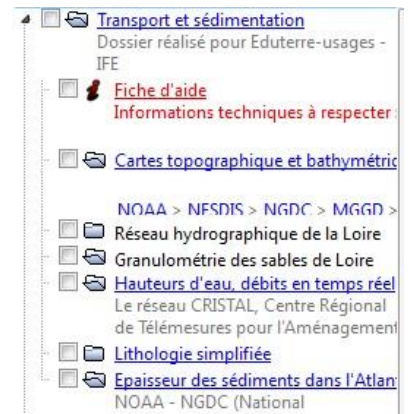 Transport et sédimentation
Dossier réalisé pour Eduterre-usages -
IFE
Fiche d'aide
Informations techniques à respecter :
Cartes topographique et bathymétric
NOAA > NESDIS > NGDC > MGGD >
Réseau hydrographique de la Loire
Granulométrie des sables de Loire
Hauteurs d'eau, débits en temps réel
Le réseau CRISTAL, Centre Régional
de Télémesures pour l'Aménagement
Lithologie simplifiée
Epaisseur des sédiments dans l'Atlan
NOAA - NGDC (National